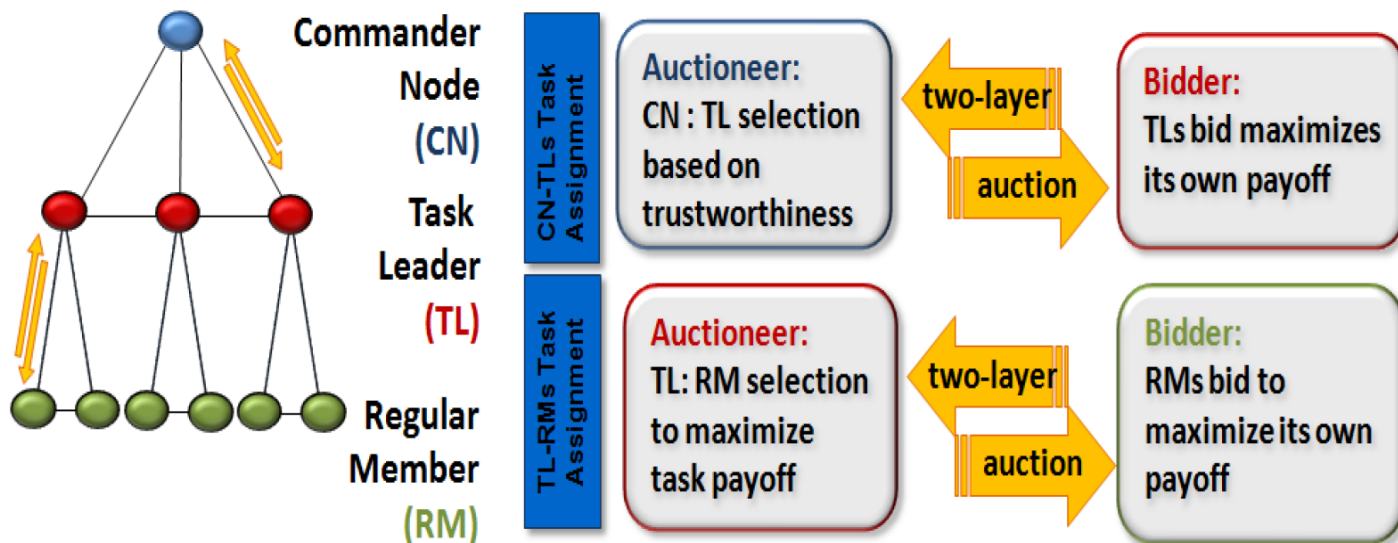 Commander
Node
(CN)
Task
Leader
(TL)
Regular
Member
(RM)
CN-TLs Task
Assignment
Auctioneer:
CN : TL selection
based on
trustworthiness
two-layer
auction
Bidder:
TLs bid maximizes
its own payoff
TL-RMs Task
Assignment
Auctioneer:
TL: RM selection
to maximize
task payoff
two-layer
auction
Bidder:
RMs bid to
maximize its own
payoff